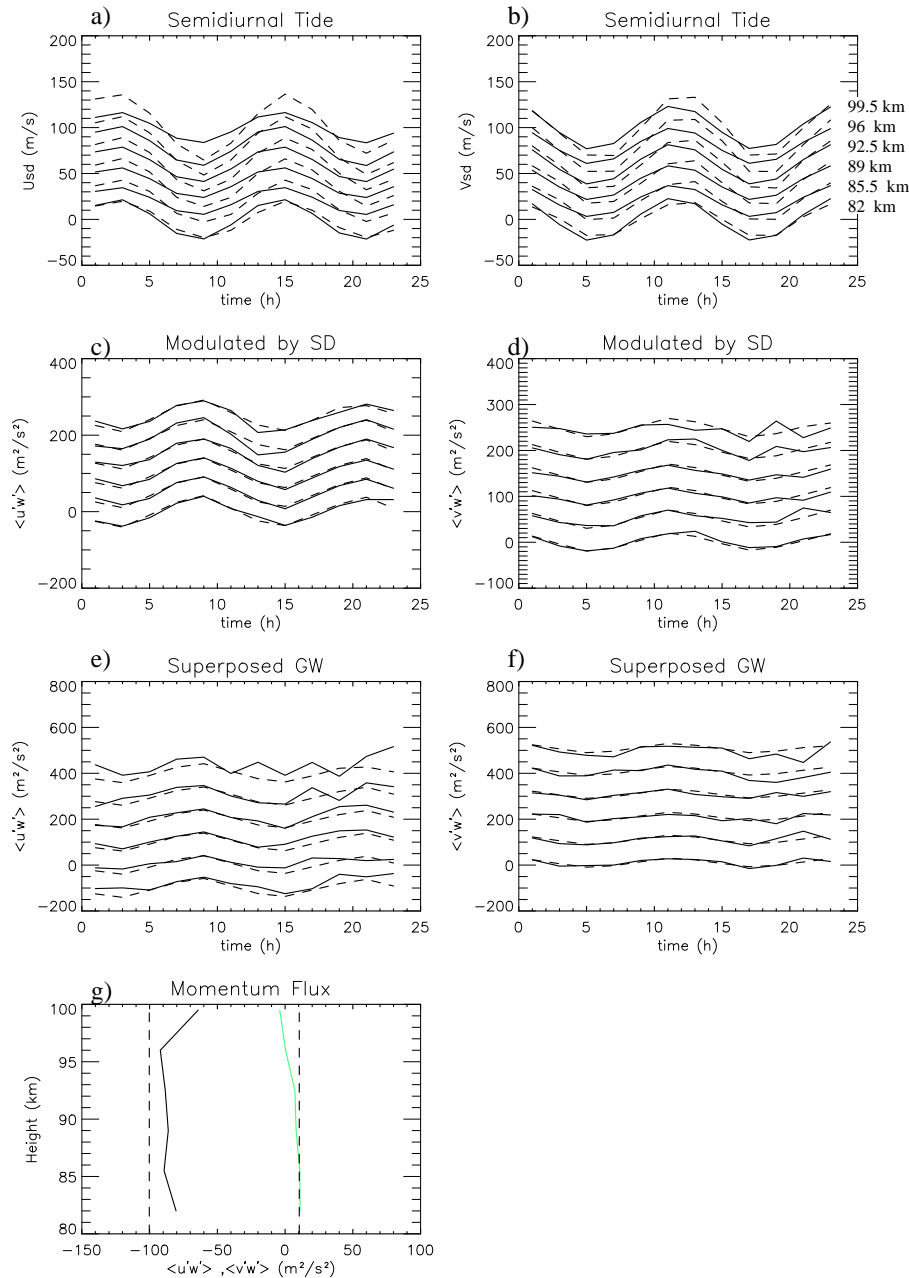 a) Semidiurnal Tide
200
150
100
50
0
−50
Usd (m/s)
0 5 10 15 20 25
time (h)
b) Semidiurnal Tide
200
150
100
50
0
−50
Vsd (m/s)
0 5 10 15 20 25
time (h)
99.5 km
96 km
92.5 km
89 km
85.5 km
82 km
c) Modulated by SD
400
200
0
−200
<u'w'> (m²/s²)
0 5 10 15 20 25
time (h)
d) Modulated by SD
400
300
200
100
0
−100
<v'w'> (m²/s²)
0 5 10 15 20 25
time (h)
e) Superposed GW
800
600
400
200
0
−200
<u'w'> (m²/s²)
0 5 10 15 20 25
time (h)
f) Superposed GW
800
600
400
200
0
−200
<v'w'> (m²/s²)
0 5 10 15 20 25
time (h)
g) Momentum Flux
100
95
90
85
80
Height (km)
−150 −100 −50 0 50 100
<u'w'> ,<v'w'> (m²/s²)